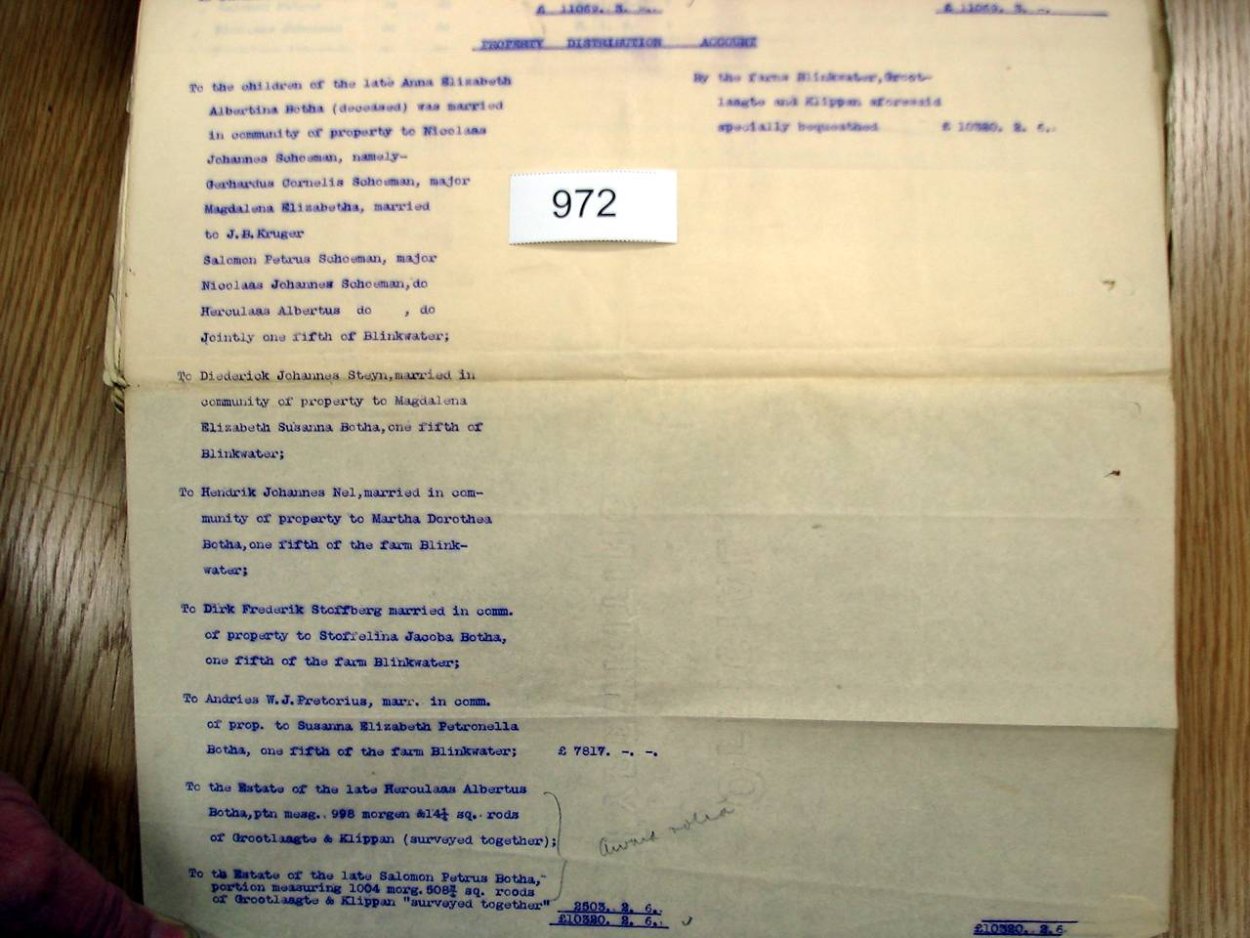 £ 11069. 3. -.
£ 11069. 3. -.
PROPERTY DISTRIBUTION ACCOUNT
To the children of the late Anna Elizabeth
Albertina Botha (deceased) was married
in community of property to Nicolaas
Johannes Schoeman, namely-
Gerhardus Cornelis Schoeman, major
Magdalena Elizabetha, married
to J.B.Kruger
Salomon Petrus Schoeman, major
Nicolaas Johannes Schoeman,do
Herculaas Albertus do , do
Jointly one fifth of Blinkwater;
To Diederick Johannes Steyn,married in
community of property to Magdalena
Elizabeth Susanna Botha,one fifth of
Blinkwater;
To Hendrik Johannes Nel,married in com-
munity of property to Martha Dorothea
Botha,one fifth of the farm Blink-
water;
To Dirk Frederik Stoffberg married in comm.
of property to Stoffelina Jacoba Botha,
one fifth of the farm Blinkwater;
To Andries W.J.Pretorius, marr. in comm.
of prop. to Susanna Elizabeth Petronella
Botha, one fifth of the farm Blinkwater; £ 7817. -. -.
To the Estate of the late Herculaas Albertus
Botha,ptn measg. 998 morgen &14½ sq. rods
of Grootlaagte & Klippan (surveyed together);
To th Estate of the late Salomon Petrus Botha,
portion measuring 1004 morg. sq. roods
of Grootlaagte & Klippan "surveyed together"
2503. 2. 6.
£10320. 2. 6.
By the farms Blinkwater,Groot-
laagte and Klippan aforesaid
specially bequeathed £ 10320. 2. 6.
£10320. 2.6
972
Award